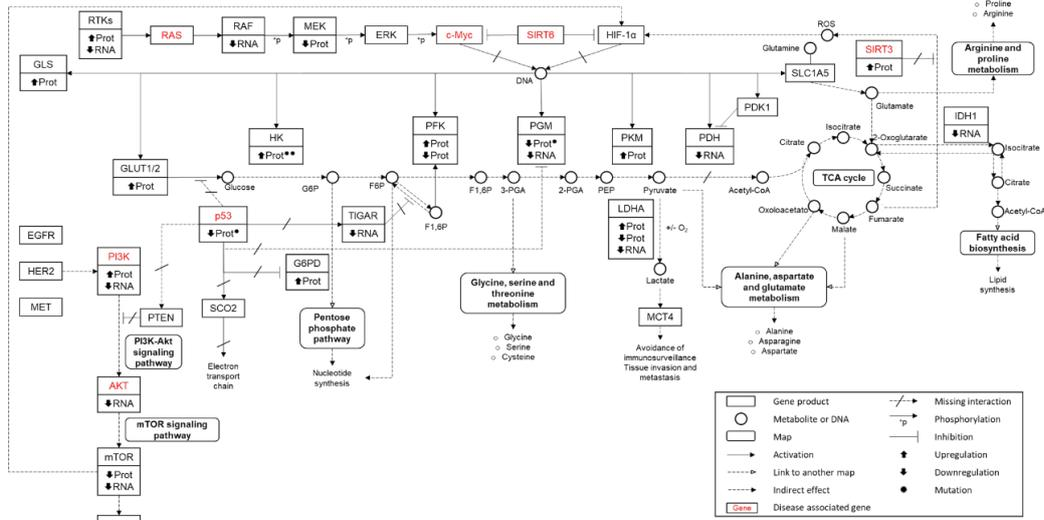 Proline
Arginine
RTKs
↑Prot
↓RNA
RAS
RAF
↓RNA
+p
MEK
↓Prot
+p
ERK
+p
c-Myc
SIRT6
HIF-1α
ROS
Glutamine
SIRT3
↑Prot
Arginine and
proline
metabolism
GLS
↑Prot
DNA
SLC1A5
Glutamate
PDK1
HK
↑Prot●●
PFK
↑Prot
↓Prot
PGM
↓Prot●
↓RNA
PKM
↑Prot
PDH
↓RNA
IDH1
↓RNA
Isocitrate
Citrate
2-Oxoglutarate
Isocitrate
GLUT1/2
↑Prot
Glucose
G6P
F6P
F1,6P
3-PGA
2-PGA
PEP
Pyruvate
Acetyl-CoA
TCA cycle
Succinate
Citrate
Oxoloacetato
Fumarate
Malate
Acetyl-CoA
p53
↓Prot●
TIGAR
↓RNA
F1,6P
LDHA
↑Prot
↓Prot
↓RNA
+/- O₂
Fatty acid
biosynthesis
Lipid
synthesis
EGFR
HER2
MET
PI3K
↑Prot
↓RNA
G6PD
↑Prot
Lactate
Glycine, serine and
threonine
metabolism
Alanine, aspartate
and glutamate
metabolism
PTEN
SCO2
Pentose
phosphate
pathway
MCT4
PI3K-Akt
signaling
pathway
Glycine
Serine
Cysteine
Alanine
Asparagine
Aspartate
Avoidance of
immunosurveillance
Tissue invasion and
metastasis
Electron
transport
chain
Nucleotide
synthesis
AKT
↓RNA
mTOR signaling
pathway
mTOR
↓Prot
↓RNA
Gene product
Metabolite or DNA
Map
Activation
Link to another map
Indirect effect
Gene
Disease associated gene
Missing interaction
+p
Phosphorylation
Inhibition
Upregulation
Downregulation
Mutation